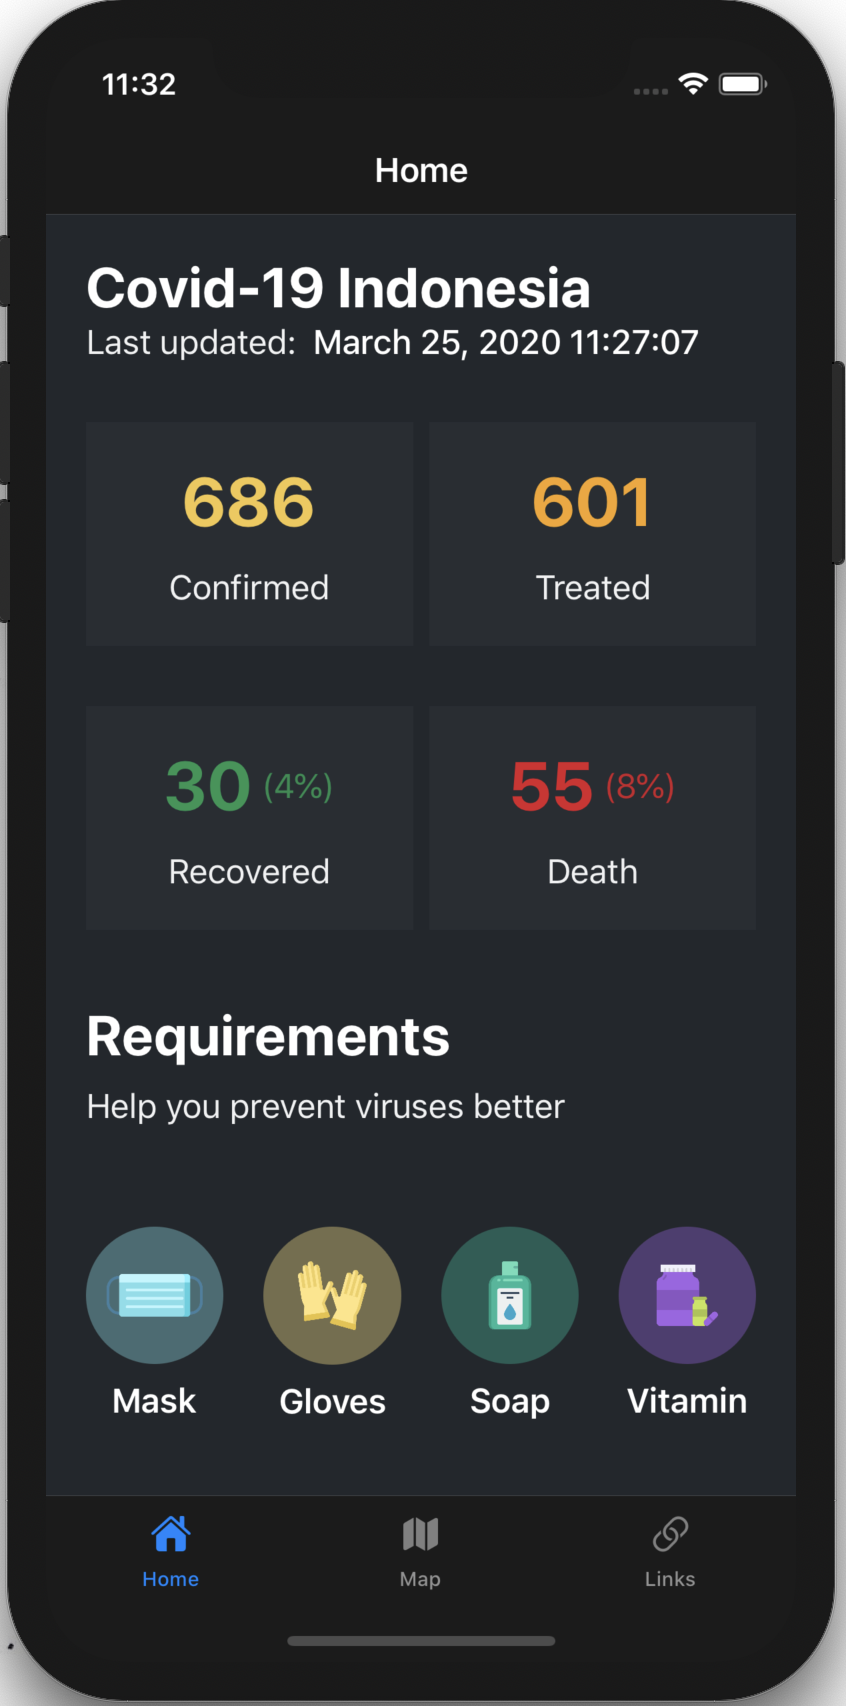 11:32
Home
Covid-19 Indonesia
Last updated: March 25, 2020 11:27:07
686 601
Confirmed Treated
30 (4%) 55 (8%)
Recovered Death
Requirements
Help you prevent viruses better
Mask Gloves Soap Vitamin
Home Map Links